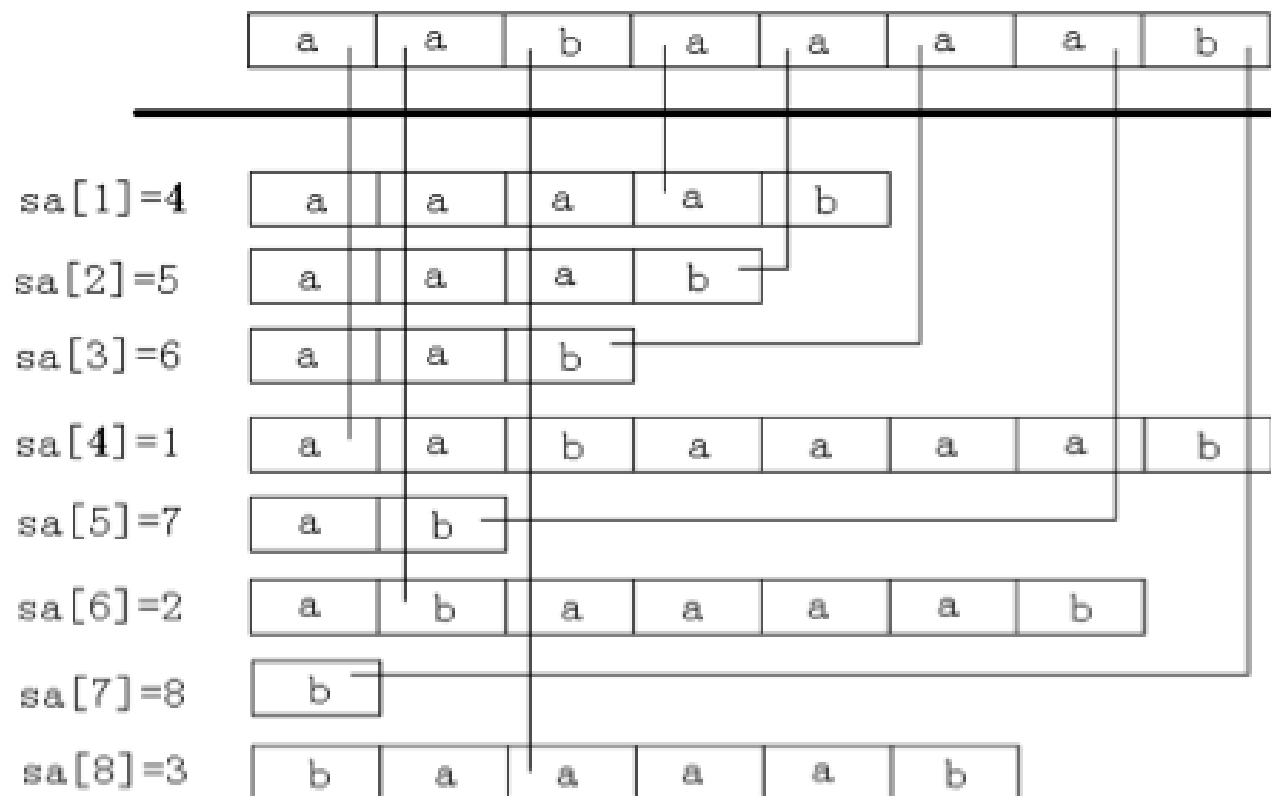 a a b a a a a b
sa[1]=4 a a a a b
sa[2]=5 a a a b
sa[3]=6 a a b
sa[4]=1 a a b a a a a b
sa[5]=7 a b
sa[6]=2 a b a a a a b
sa[7]=8 b
sa[8]=3 b a a a a b